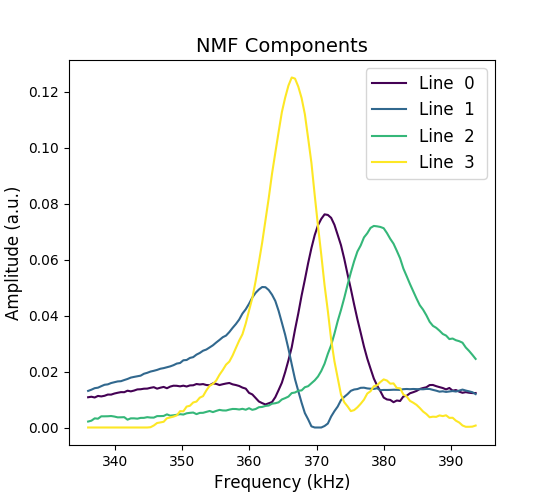 NMF Components
Line 0
Line 1
Line 2
Line 3
Amplitude (a.u.)
0.12
0.10
0.08
0.06
0.04
0.02
0.00
340 350 360 370 380 390
Frequency (kHz)